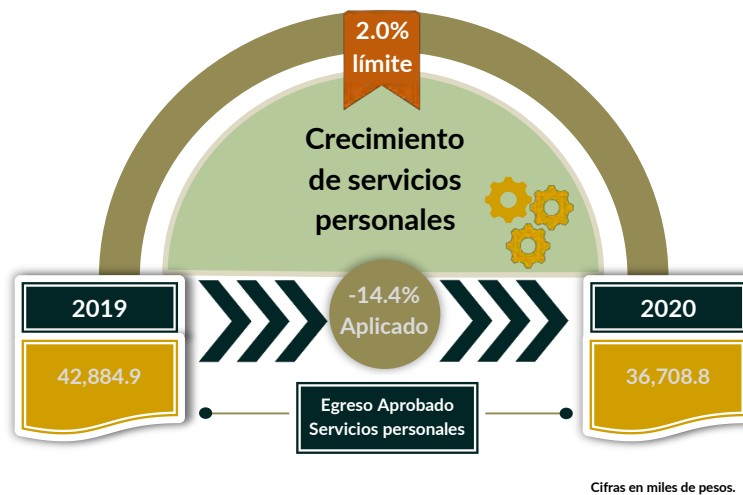 2.0%
límite
Crecimiento
de servicios
personales
2019
-14.4%
Aplicado
2020
42,884.9
36,708.8
Egreso Aprobado
Servicios personales
Cifras en miles de pesos.